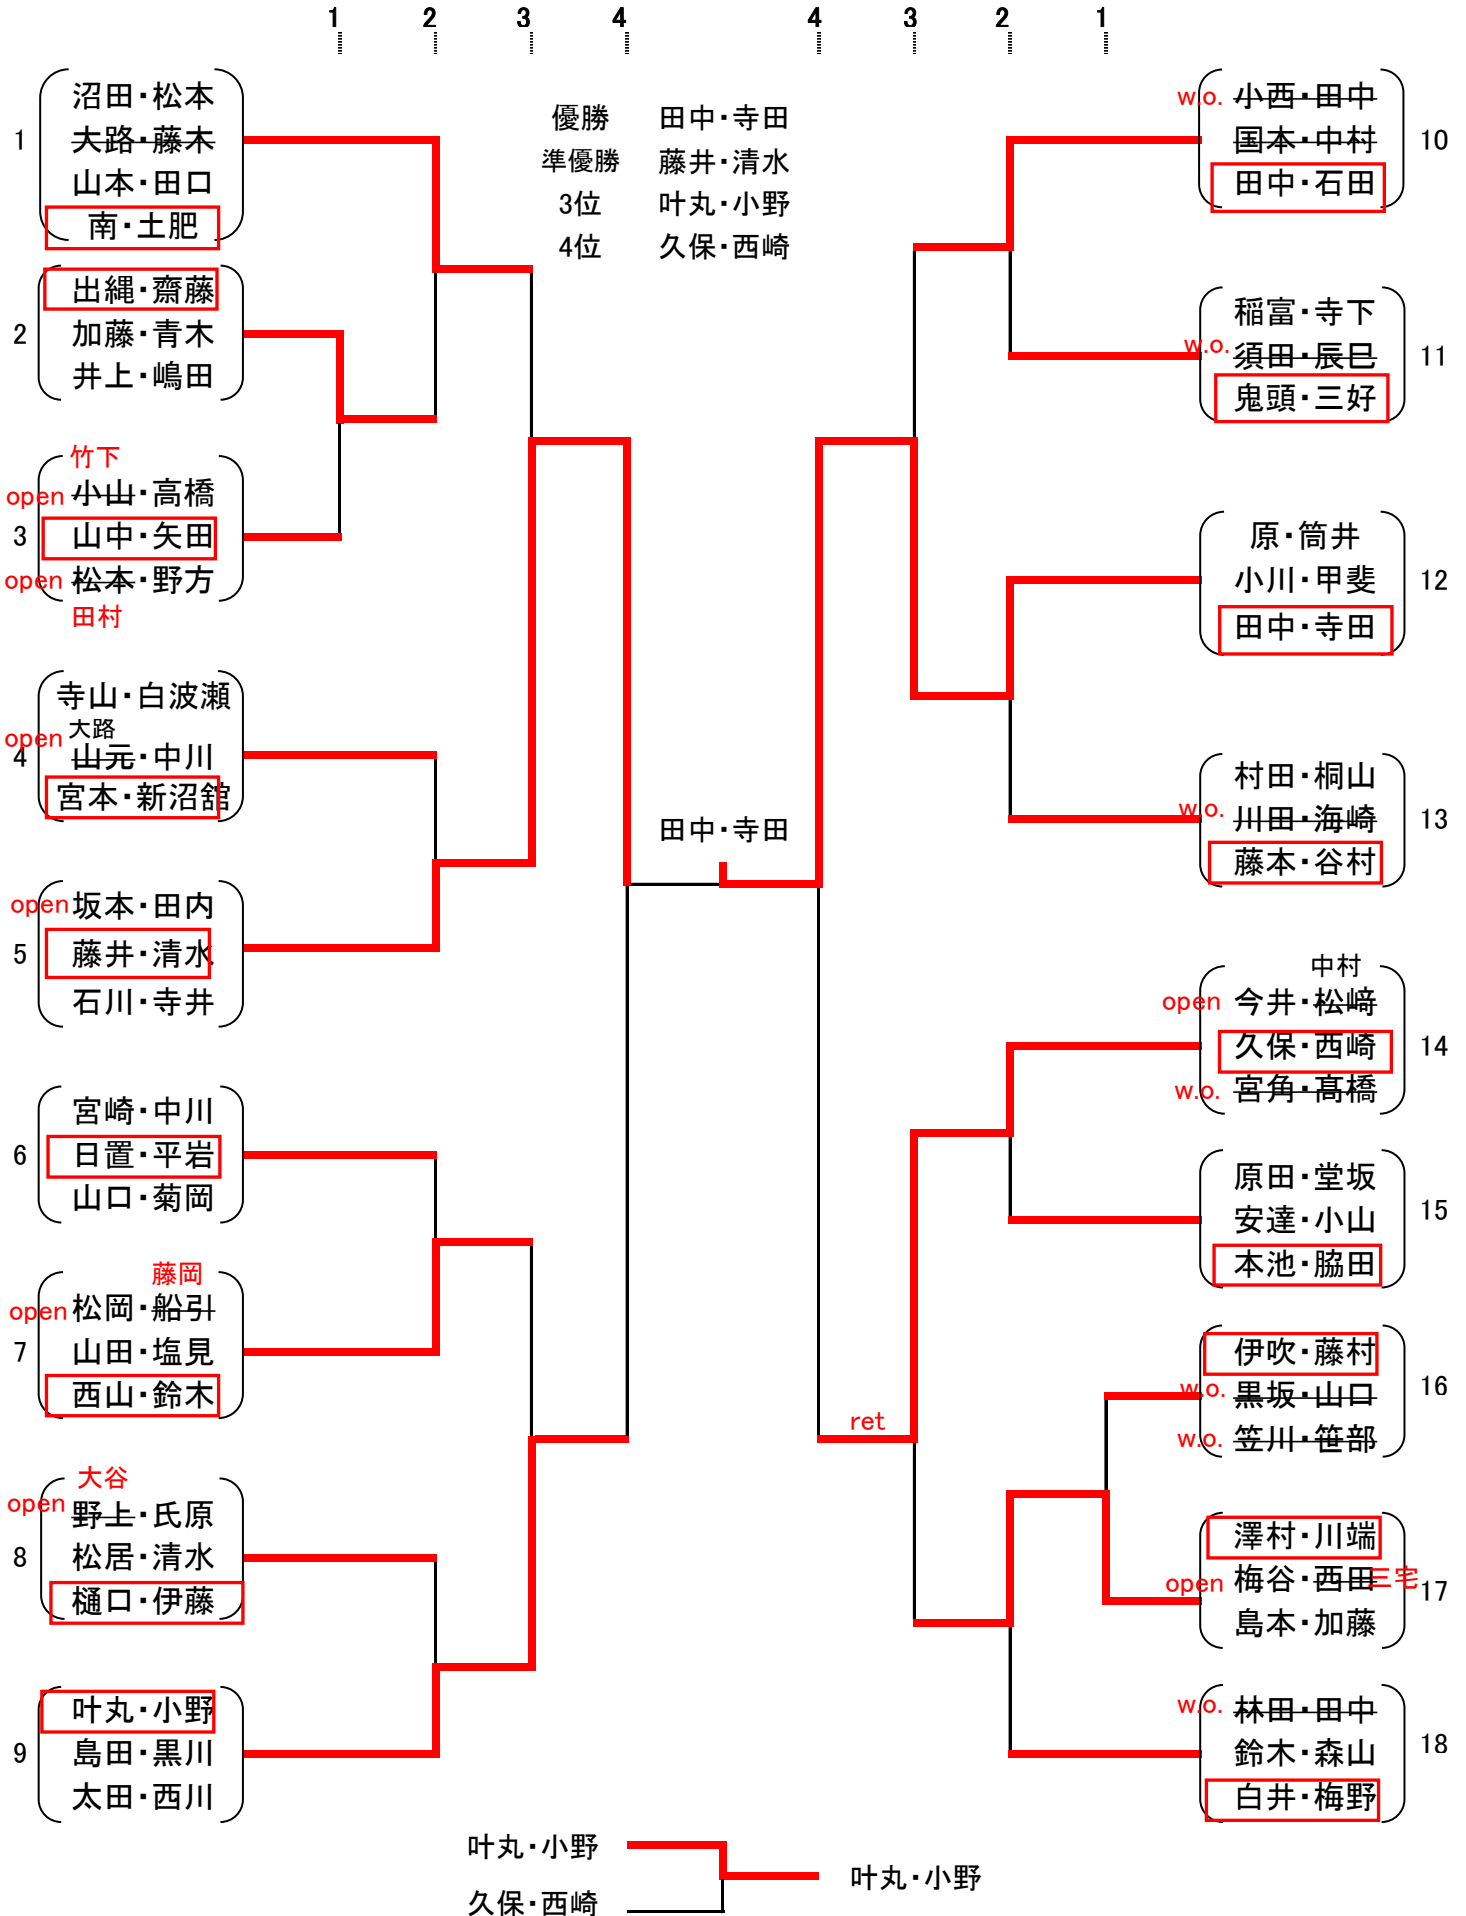 1 2 3 4 4 3 2 1
優勝 田中・寺田
準優勝 藤井・清水
3位 叶丸・小野
4位 久保・西崎
沼田・松本
1 大路・藤木
山本・田口
南・土肥
出縄・齋藤
2 加藤・青木
井上・嶋田
竹下
open 小山・高橋
3 山中・矢田
open 松本・野方
田村
寺山・白波瀬
大路
open
4 山元・中川
宮本・新沼舘
open 坂本・田内
5 藤井・清水
石川・寺井
宮崎・中川
6 日置・平岩
山口・菊岡
藤岡
open 松岡・船引
7 山田・塩見
西山・鈴木
大谷
open 野上・氏原
8 松居・清水
樋口・伊藤
叶丸・小野
9 島田・黒川
太田・西川
田中・寺田
ret
w.o. 小西・田中
国本・中村 10
田中・石田
稲富・寺下
w.o. 須田・辰巳 11
鬼頭・三好
原・筒井
小川・甲斐 12
田中・寺田
村田・桐山
w.o. 川田・海崎 13
藤本・谷村
中村
open 今井・松﨑
久保・西崎 14
w.o. 宮角・髙橋
原田・堂坂
安達・小山 15
本池・脇田
伊吹・藤村
w.o. 黒坂・山口 16
w.o. 笠川・笹部
澤村・川端
open 梅谷・西田 三宅 17
島本・加藤
w.o. 林田・田中
鈴木・森山 18
白井・梅野
叶丸・小野
叶丸・小野
久保・西崎